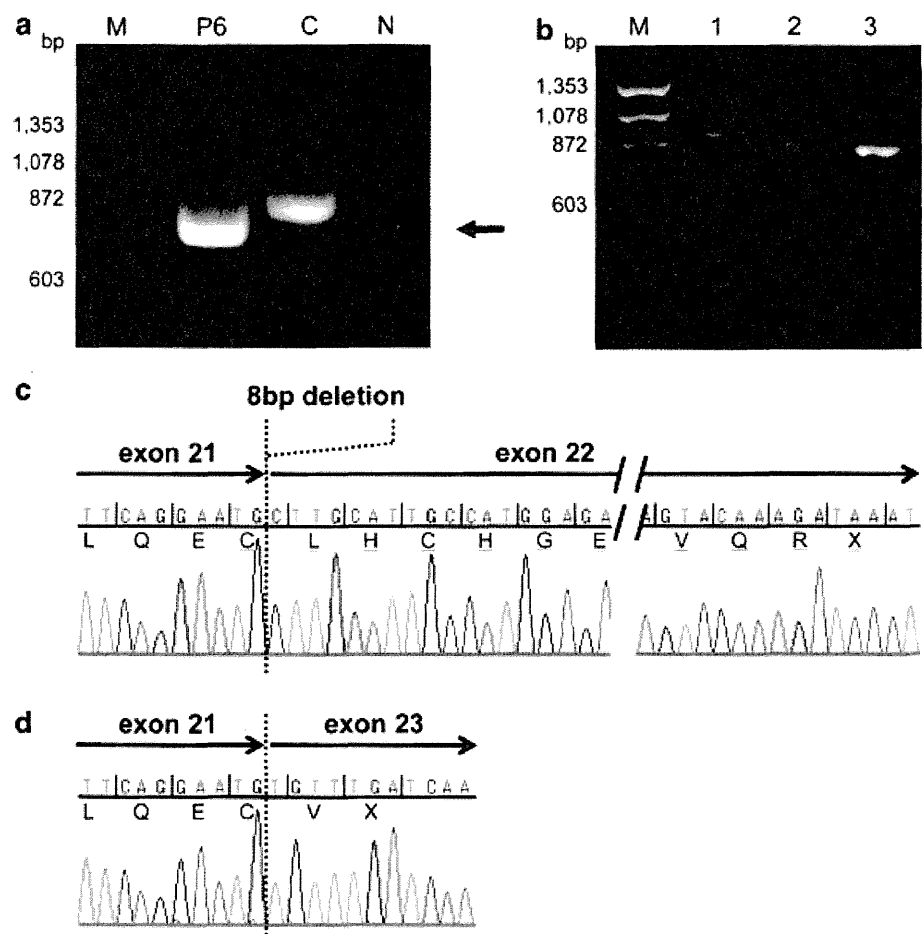 a
M P6 C N
bp
1,353
1,078
872
603
b
M 1 2 3
bp
1,353
1,078
872
603
c
8bp deletion
exon 21 exon 22
T T C A G G A A T G C T T G C A T T G C C A T G G A G A A G T A C A A A G A T A A A T
L Q E C L H C H G E V Q R X
d
exon 21 exon 23
T T C A G G A A T G T G T T T G A T C A A
L Q E C V X